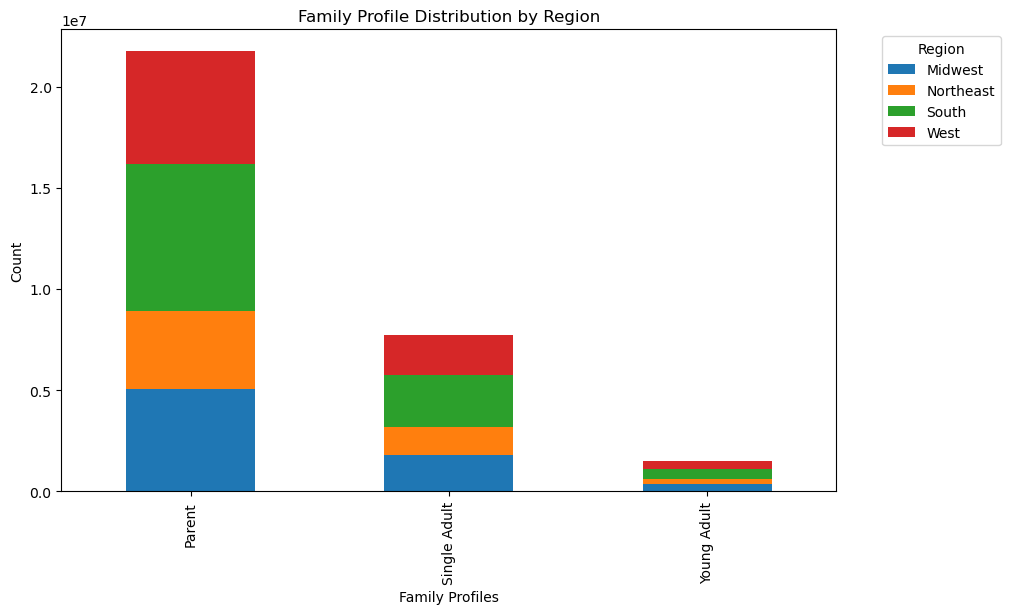 Family Profile Distribution by Region
1e7
2.0
1.5
1.0
0.5
0.0
Count
Parent
Single Adult
Young Adult
Family Profiles
Region
Midwest
Northeast
South
West